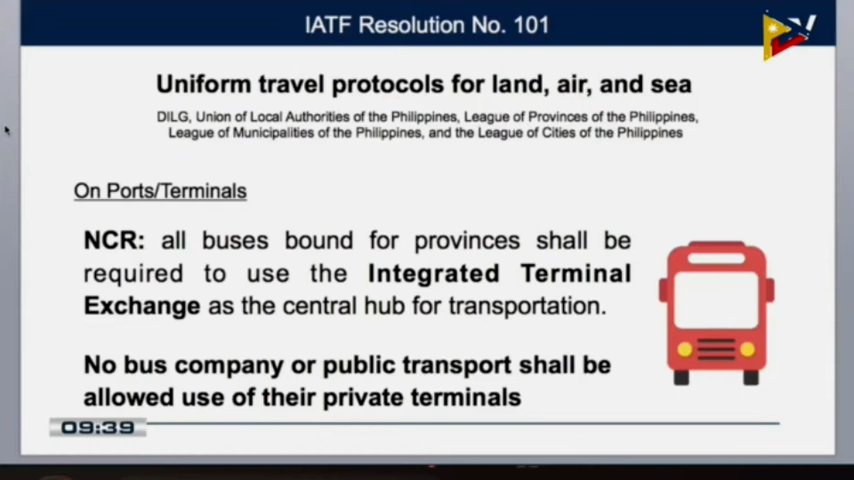 IATF Resolution No. 101
Uniform travel protocols for land, air, and sea
DILG, Union of Local Authorities of the Philippines, League of Provinces of the Philippines,
League of Municipalities of the Philippines, and the League of Cities of the Philippines
On Ports/Terminals
NCR: all buses bound for provinces shall be
required to use the Integrated Terminal
Exchange as the central hub for transportation.
No bus company or public transport shall be
allowed use of their private terminals
09:39